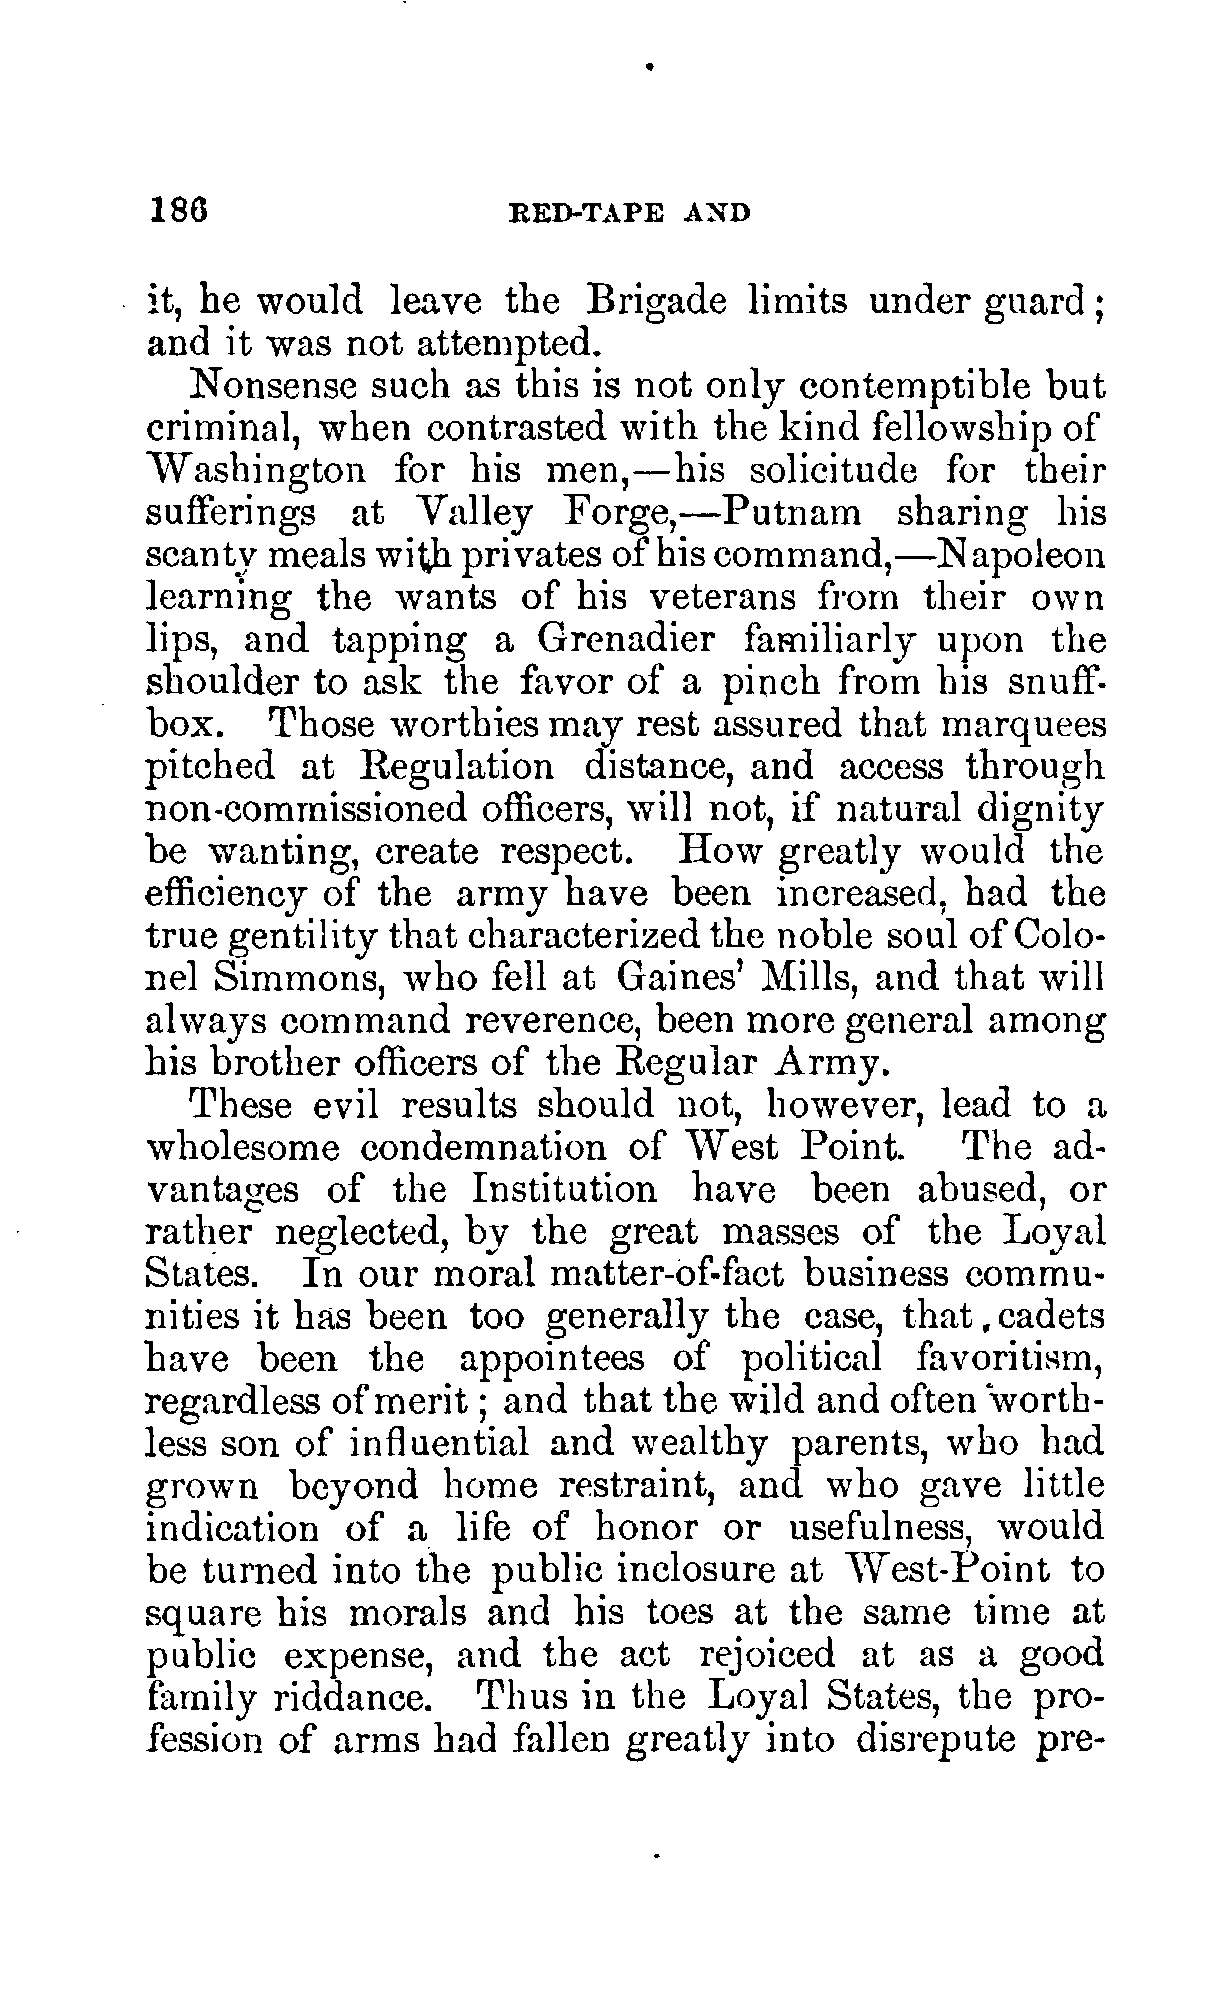 186 RED-TAPE AND
it, he would leave the Brigade limits under guard;
and it was not attempted.
Nonsense such as this is not only contemptible but
criminal, when contrasted with the kind fellowship of
Washington for his men,—his solicitude for their
sufferings at Valley Forge,—Putnam sharing his
scanty meals with privates of his command,—Napoleon
learning the wants of his veterans from their own
lips, and tapping a Grenadier familiarly upon the
shoulder to ask the favor of a pinch from his snuff-
box. Those worthies may rest assured that marquees
pitched at Regulation distance, and access through
non-commissioned officers, will not, if natural dignity
be wanting, create respect. How greatly would the
efficiency of the army have been increased, had the
true gentility that characterized the noble soul of Colo-
nel Simmons, who fell at Gaines' Mills, and that will
always command reverence, been more general among
his brother officers of the Regular Army.
These evil results should not, however, lead to a
wholesome condemnation of West Point. The ad-
vantages of the Institution have been abused, or
rather neglected, by the great masses of the Loyal
States. In our moral matter-of-fact business commu-
nities it has been too generally the case, that cadets
have been the appointees of political favoritism,
regardless of merit; and that the wild and often worth-
less son of influential and wealthy parents, who had
grown beyond home restraint, and who gave little
indication of a life of honor or usefulness, would
be turned into the public inclosure at West-Point to
square his morals and his toes at the same time at
public expense, and the act rejoiced at as a good
family riddance. Thus in the Loyal States, the pro-
fession of arms had fallen greatly into disrepute pre-